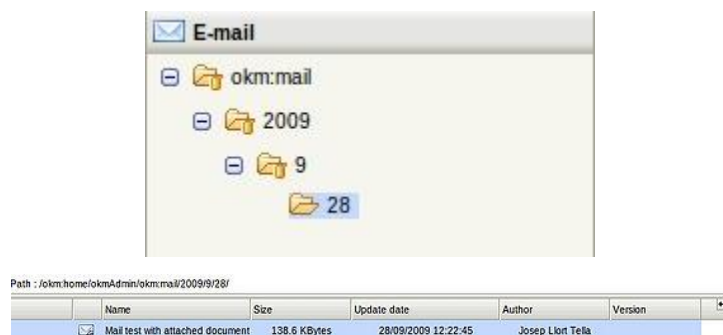 E-mail
okm:mail
2009
9
28
Path : /okm:home/okmAdmin/okm:mail/2009/9/28/
Name Size Update date Author Version
Mail test with attached document 138.6 KBytes 28/09/2009 12:22:45 Josep Llort Tella